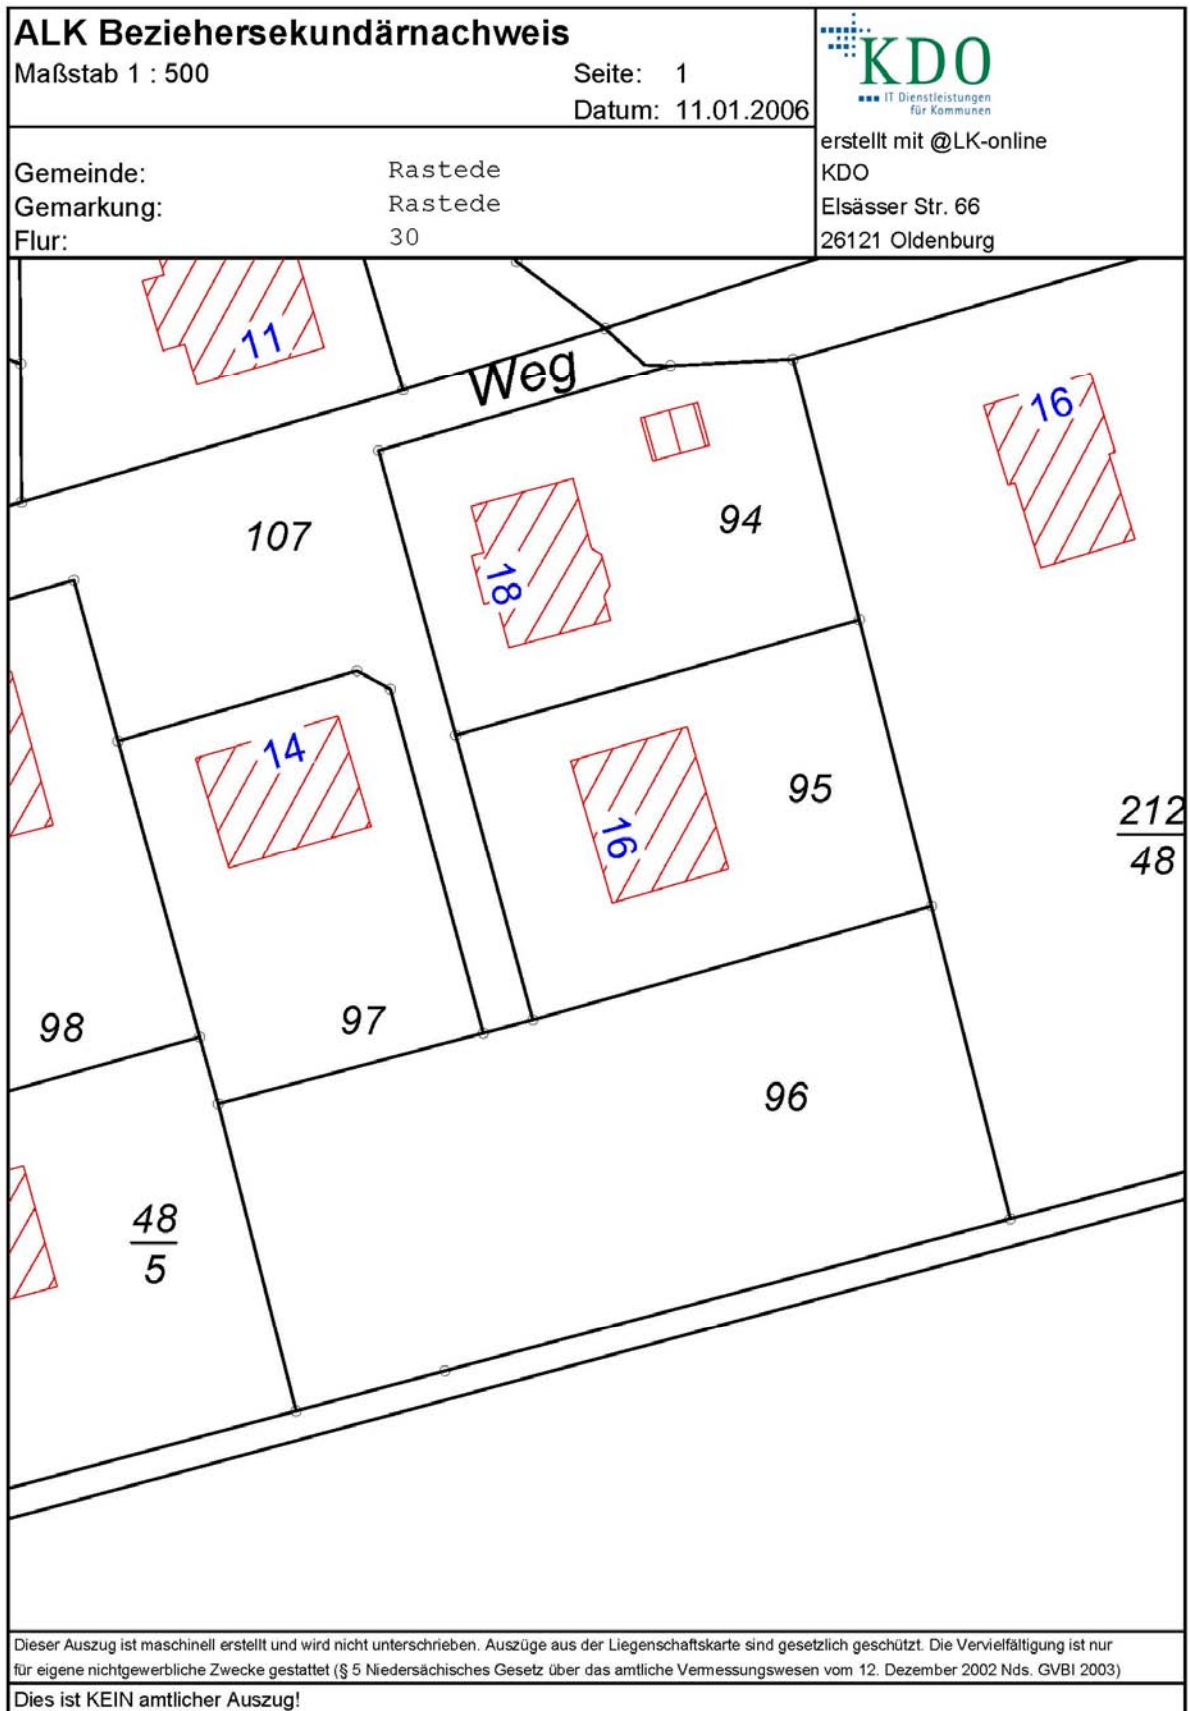 ALK Beziehersekundärnachweis
Maßstab 1 : 500
Seite: 1
Datum: 11.01.2006
KDO
IT Dienstleistungen
für Kommunen
erstellt mit @LK-online
KDO
Elsässer Str. 66
26121 Oldenburg
Gemeinde: Rastede
Gemarkung: Rastede
Flur: 30
11
Weg
16
107
94
18
14
16
95
212
48
98
97
96
48
5
Dieser Auszug ist maschinell erstellt und wird nicht unterschrieben. Auszüge aus der Liegenschaftskarte sind gesetzlich geschützt. Die Vervielfältigung ist nur
für eigene nichtgewerbliche Zwecke gestattet (§ 5 Niedersächsisches Gesetz über das amtliche Vermessungswesen vom 12. Dezember 2002 Nds. GVBl 2003)
Dies ist KEIN amtlicher Auszug!